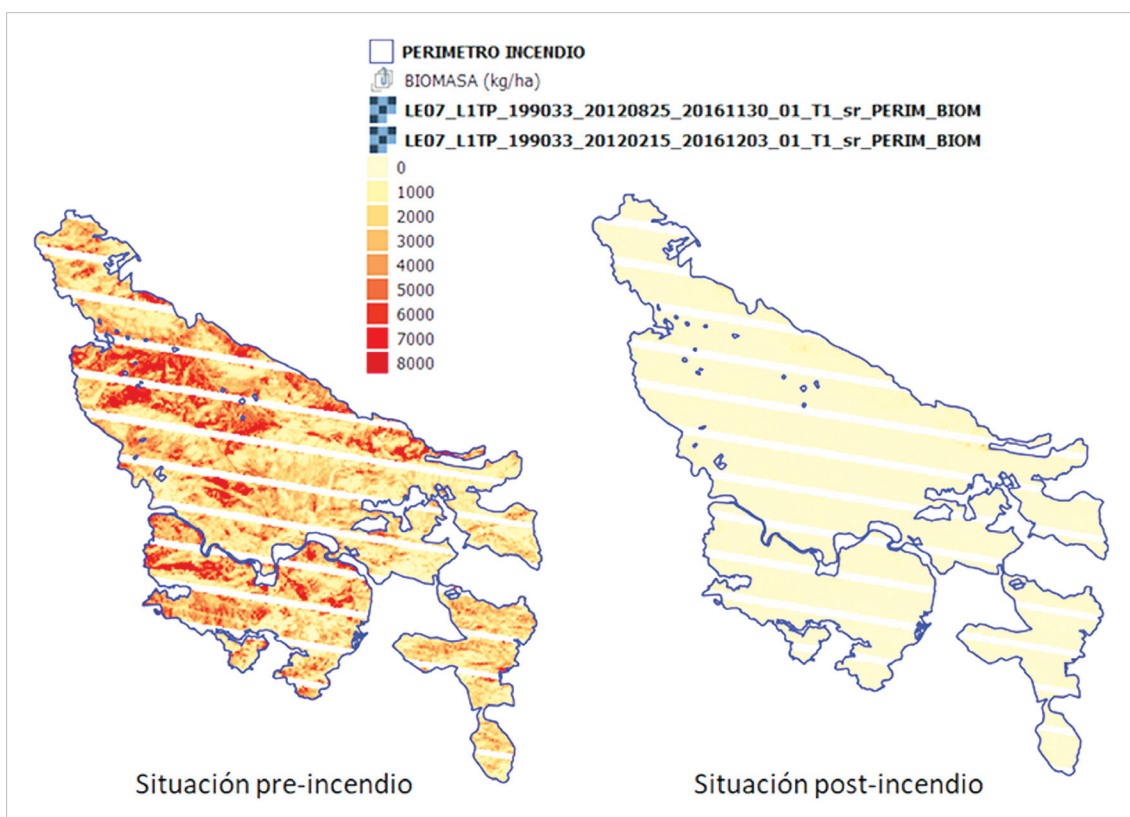 PERIMETRO INCENDIO
BIOMASA (kg/ha)
LE07_L1TP_199033_20120825_20161130_01_T1_sr_PERIM_BIOM
LE07_L1TP_199033_20120215_20161203_01_T1_sr_PERIM_BIOM
0
1000
2000
3000
4000
5000
6000
7000
8000
Situación pre-incendio
Situación post-incendio